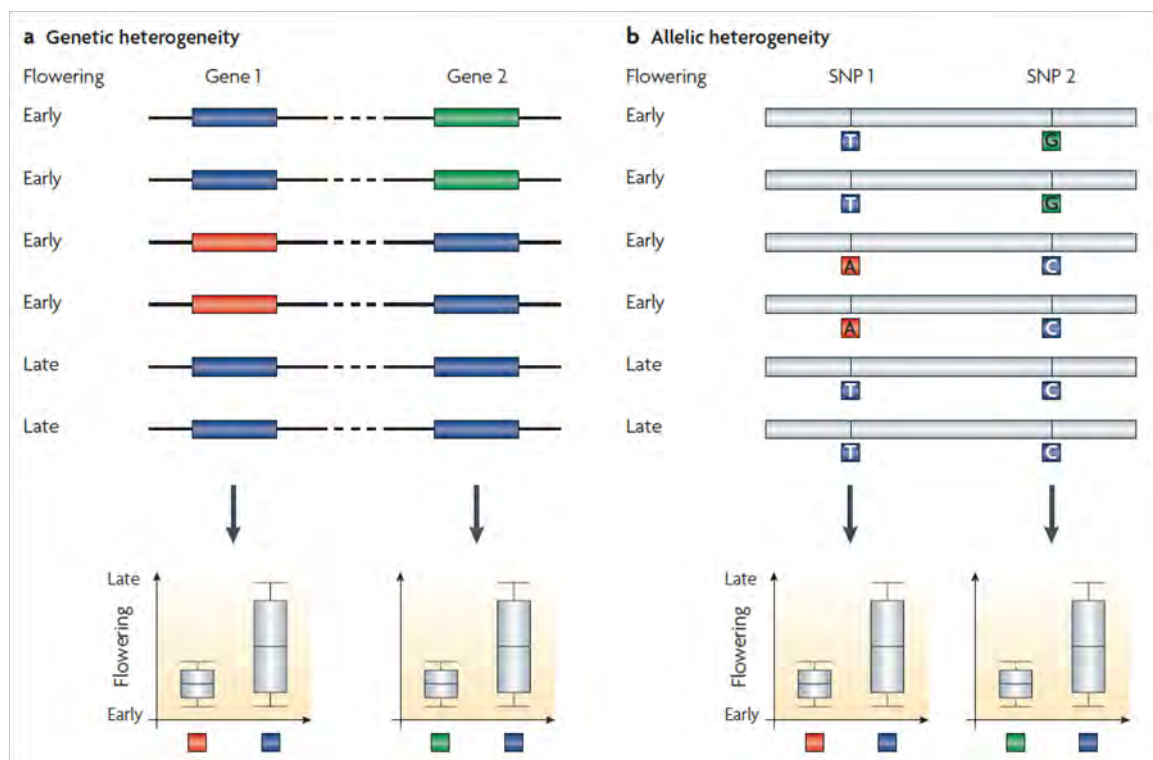 a Genetic heterogeneity
Flowering Gene 1 Gene 2
Early
Early
Early
Early
Late
Late
Late
Flowering
Early
b Allelic heterogeneity
Flowering SNP 1 SNP 2
Early
T G
Early
T G
Early
A C
Early
A C
Late
T C
Late
T C
Late
Flowering
Early